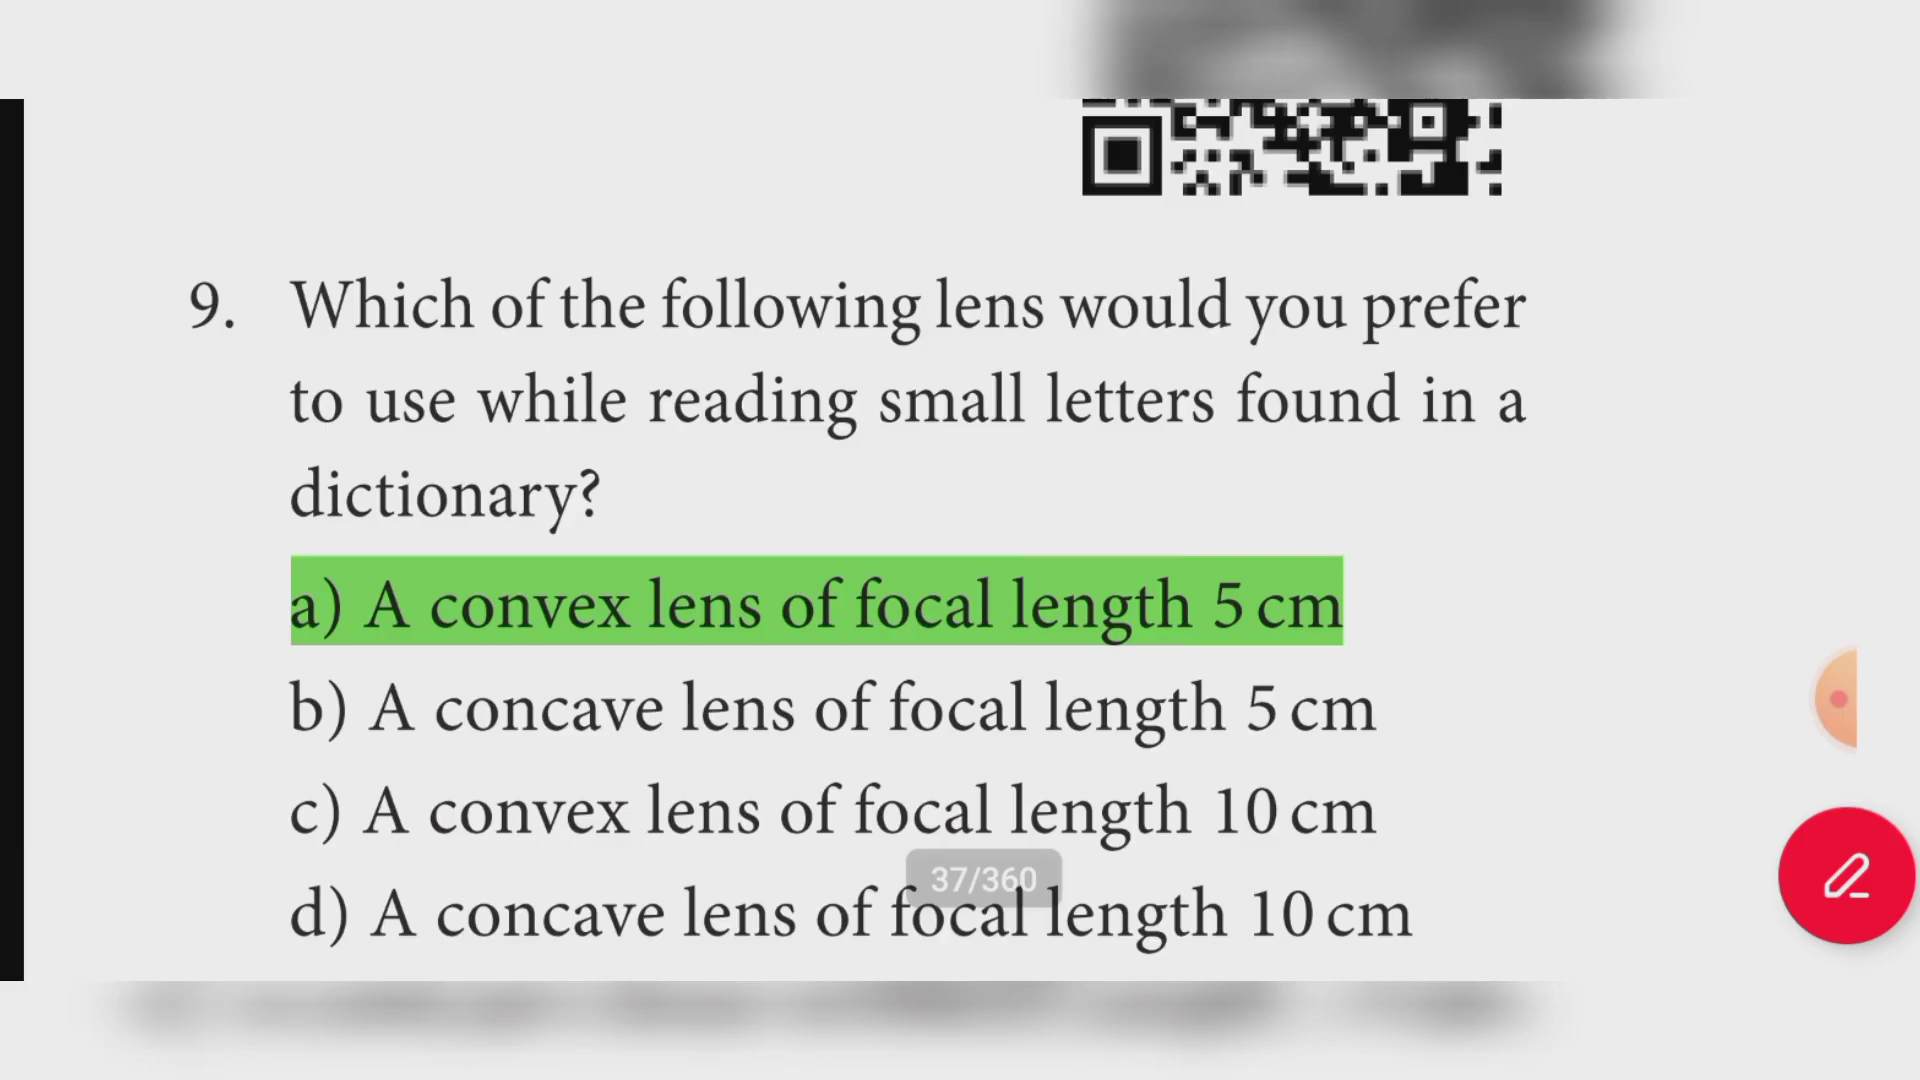 9. Which of the following lens would you prefer
to use while reading small letters found in a
dictionary?
a) A convex lens of focal length 5 cm
b) A concave lens of focal length 5 cm
c) A convex lens of focal length 10 cm
37/360
d) A concave lens of focal length 10 cm